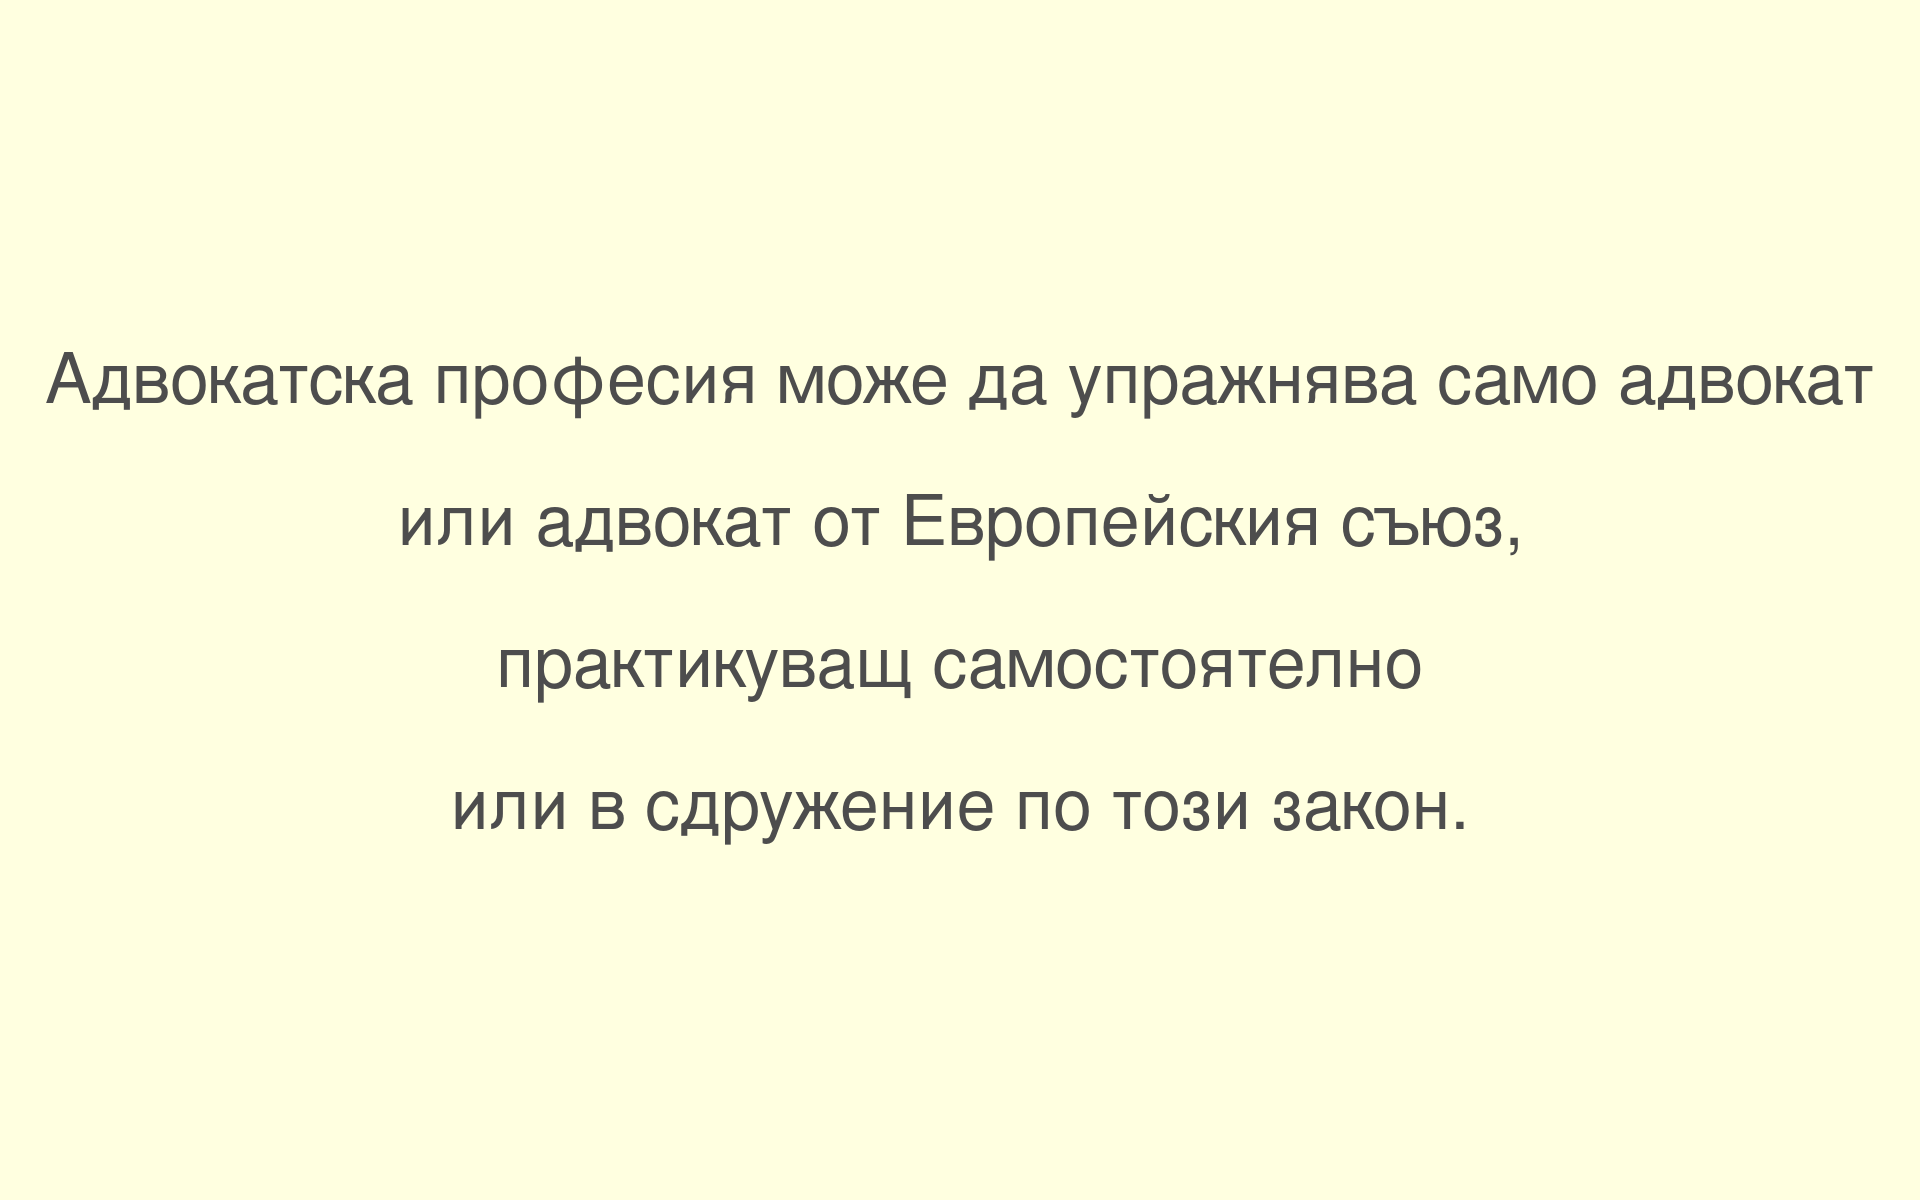 Адвокатска професия може да упражнява само адвокат
или адвокат от Европейския съюз,
практикуващ самостоятелно
или в сдружение по този закон.